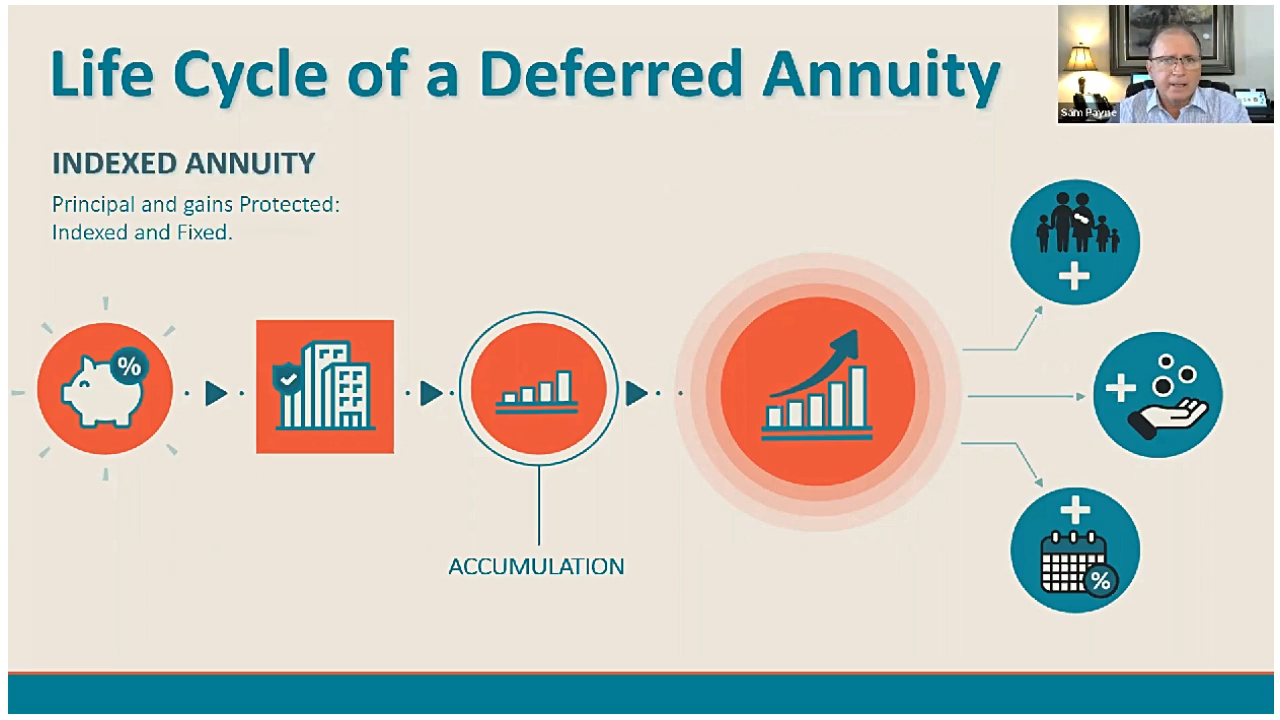 Life Cycle of a Deferred Annuity
Sam Payne
INDEXED ANNUITY
Principal and gains Protected:
Indexed and Fixed.
%
ACCUMULATION
%